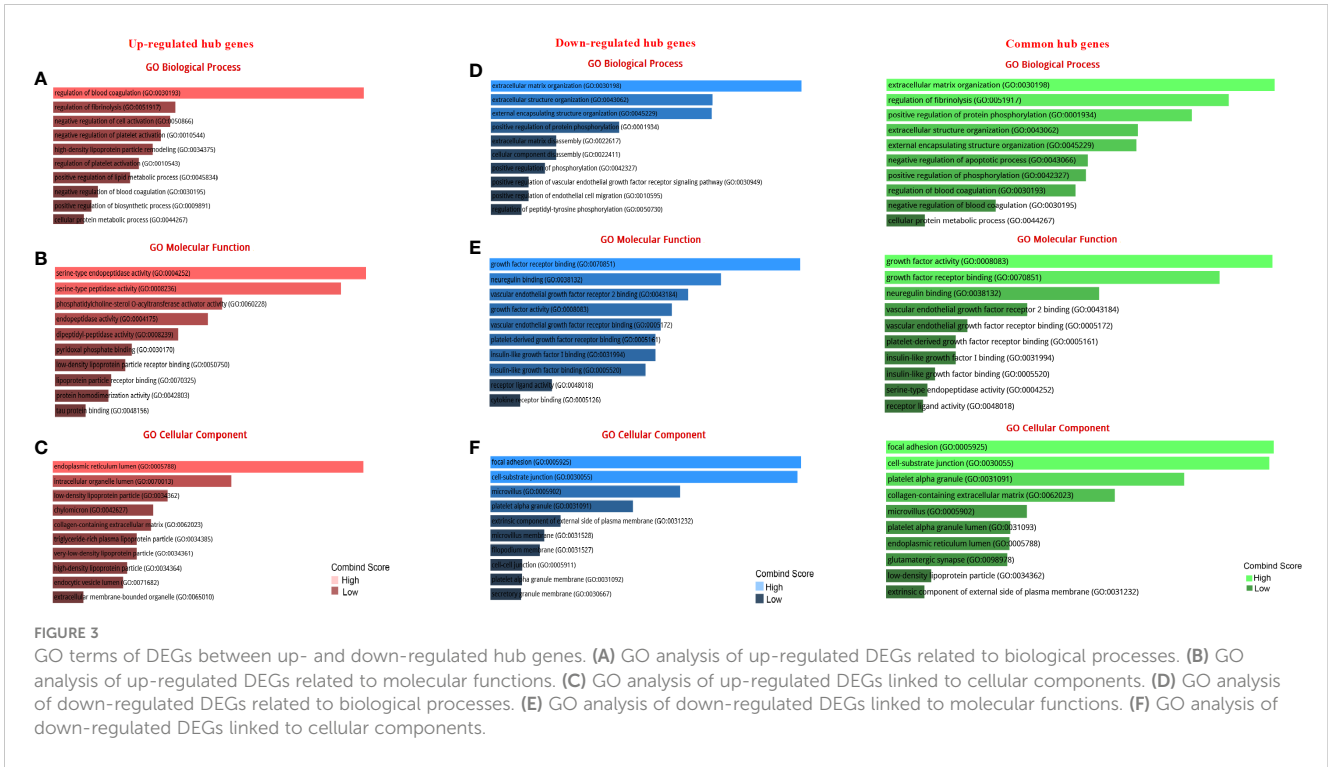 Up-regulated hub genes
A
GO Biological Process
regulation of blood coagulation (GO:0030193)
regulation of fibrinolysis (GO:0051917)
negative regulation of cell activation (GO:0050866)
negative regulation of platelet activation (GO:0010544)
high-density lipoprotein particle remodeling (GO:0034375)
regulation of platelet activation (GO:0010543)
positive regulation of lipid metabolic process (GO:0045834)
negative regulation of blood coagulation (GO:0030195)
positive regulation of biosynthetic process (GO:0009891)
cellular protein metabolic process (GO:0044267)
B
GO Molecular Function
serine-type endopeptidase activity (GO:0004252)
serine-type peptidase activity (GO:0008236)
phosphatidylcholine-sterol O-acyltransferase activator activity (GO:0060228)
endopeptidase activity (GO:0004175)
dipeptidyl-peptidase activity (GO:0008239)
pyridoxal phosphate binding (GO:0030170)
low-density lipoprotein particle receptor binding (GO:0050750)
lipoprotein particle receptor binding (GO:0070325)
protein homodimerization activity (GO:0042803)
tau protein binding (GO:0048156)
C
GO Cellular Component
endoplasmic reticulum lumen (GO:0005788)
intracellular organelle lumen (GO:0070013)
low-density lipoprotein particle (GO:0034362)
chylomicron (GO:0042627)
collagen-containing extracellular matrix (GO:0062023)
triglyceride-rich plasma lipoprotein particle (GO:0034385)
very-low-density lipoprotein particle (GO:0034361)
high-density lipoprotein particle (GO:0034364)
endocytic vesicle lumen (GO:0071682)
extracellular membrane-bounded organelle (GO:0065010)
Combind Score
High
Low
Down-regulated hub genes
D
GO Biological Process
extracellular matrix organization (GO:0030198)
extracellular structure organization (GO:0043062)
external encapsulating structure organization (GO:0045229)
positive regulation of protein phosphorylation (GO:0001934)
extracellular matrix disassembly (GO:0022617)
cellular component disassembly (GO:0022411)
positive regulation of phosphorylation (GO:0042327)
positive regulation of vascular endothelial growth factor receptor signaling pathway (GO:0030949)
positive regulation of endothelial cell migration (GO:0010595)
regulation of peptidyl-tyrosine phosphorylation (GO:0050730)
E
GO Molecular Function
growth factor receptor binding (GO:0070851)
neuregulin binding (GO:0038132)
vascular endothelial growth factor receptor 2 binding (GO:0043184)
growth factor activity (GO:0008083)
vascular endothelial growth factor receptor binding (GO:0005172)
platelet-derived growth factor receptor binding (GO:0005161)
insulin-like growth factor I binding (GO:0031994)
insulin-like growth factor binding (GO:0005520)
receptor ligand activity (GO:0048018)
cytokine receptor binding (GO:0005126)
F
GO Cellular Component
focal adhesion (GO:0005925)
cell-substrate junction (GO:0030055)
microvillus (GO:0005902)
platelet alpha granule (GO:0031091)
extrinsic component of external side of plasma membrane (GO:0031232)
microvillus membrane (GO:0031528)
filopodium membrane (GO:0031527)
cell-cell junction (GO:0005911)
platelet alpha granule membrane (GO:0031092)
secretory granule membrane (GO:0030667)
Combind Score
High
Low
Common hub genes
GO Biological Process
extracellular matrix organization (GO:0030198)
regulation of fibrinolysis (GO:0051917)
positive regulation of protein phosphorylation (GO:0001934)
extracellular structure organization (GO:0043062)
external encapsulating structure organization (GO:0045229)
negative regulation of apoptotic process (GO:0043066)
positive regulation of phosphorylation (GO:0042327)
regulation of blood coagulation (GO:0030193)
negative regulation of blood coagulation (GO:0030195)
cellular protein metabolic process (GO:0044267)
GO Molecular Function
growth factor activity (GO:0008083)
growth factor receptor binding (GO:0070851)
neuregulin binding (GO:0038132)
vascular endothelial growth factor receptor 2 binding (GO:0043184)
vascular endothelial growth factor receptor binding (GO:0005172)
platelet-derived growth factor receptor binding (GO:0005161)
insulin-like growth factor I binding (GO:0031994)
insulin-like growth factor binding (GO:0005520)
serine-type endopeptidase activity (GO:0004252)
receptor ligand activity (GO:0048018)
GO Cellular Component
focal adhesion (GO:0005925)
cell-substrate junction (GO:0030055)
platelet alpha granule (GO:0031091)
collagen-containing extracellular matrix (GO:0062023)
microvillus (GO:0005902)
platelet alpha granule lumen (GO:0031093)
endoplasmic reticulum lumen (GO:0005788)
glutamatergic synapse (GO:0098978)
low-density lipoprotein particle (GO:0034362)
extrinsic component of external side of plasma membrane (GO:0031232)
Combind Score
High
Low
FIGURE 3
GO terms of DEGs between up- and down-regulated hub genes. (A) GO analysis of up-regulated DEGs related to biological processes. (B) GO
analysis of up-regulated DEGs related to molecular functions. (C) GO analysis of up-regulated DEGs linked to cellular components. (D) GO analysis
of down-regulated DEGs related to biological processes. (E) GO analysis of down-regulated DEGs linked to molecular functions. (F) GO analysis of
down-regulated DEGs linked to cellular components.